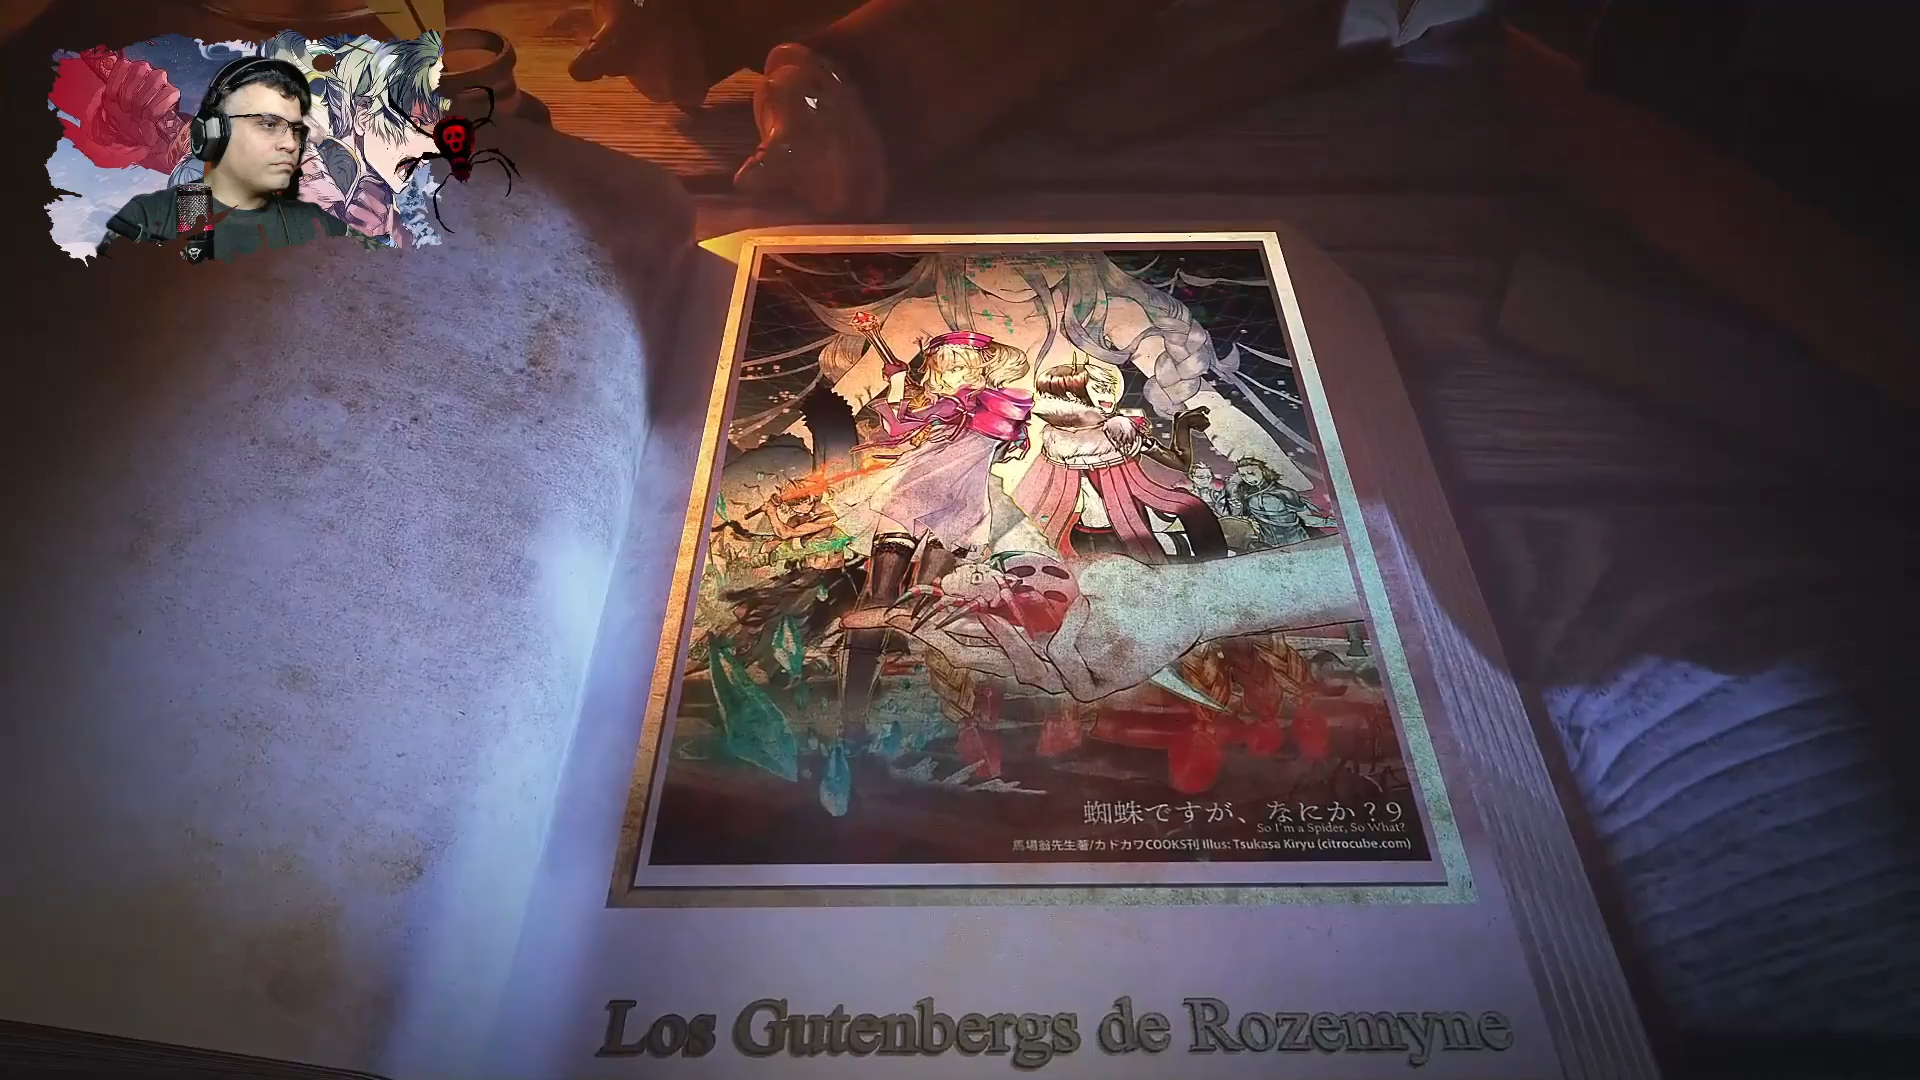 蜘蛛ですが、なにか？9
So I'm a Spider, So What?
馬場翁先生著/カドカワBOOKS刊 Illus: Tsukasa Kiryu (citrocube.com)
Los Gutenbergs de Rozemyne